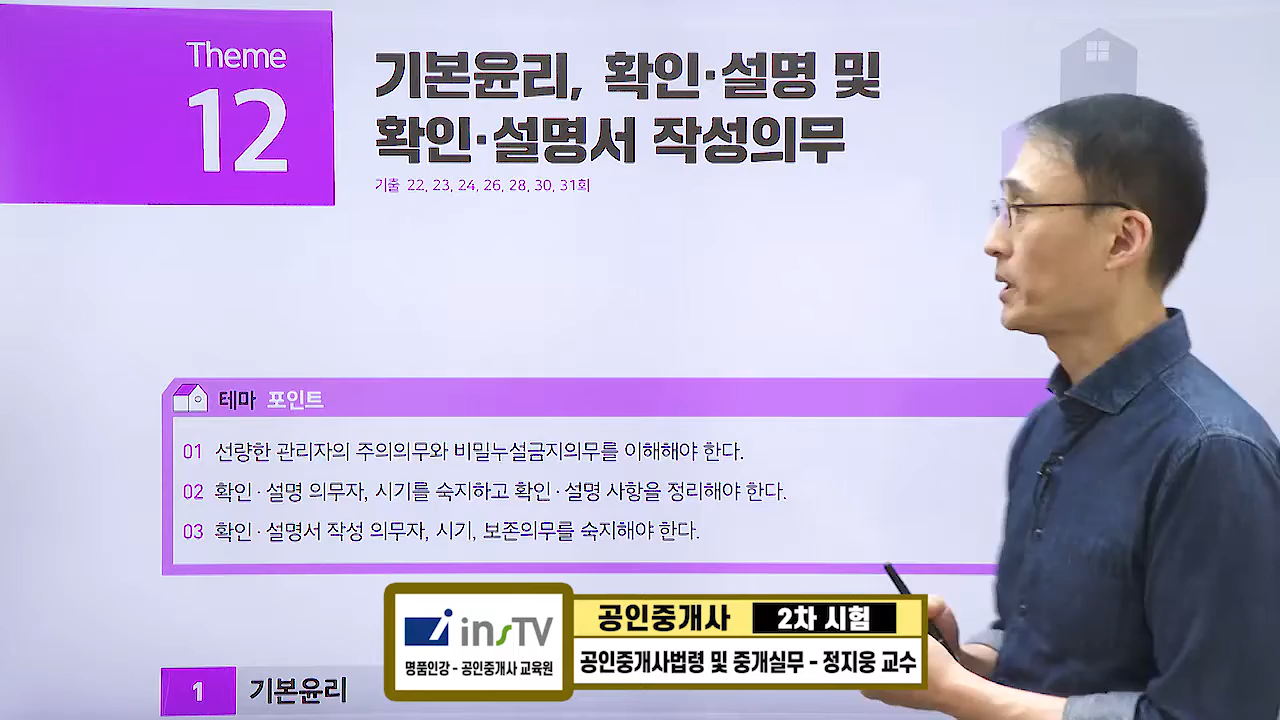 Theme
12
기본윤리, 확인·설명 및
확인·설명서 작성의무
기출 22, 23, 24, 26, 28, 30, 31회
테마 포인트
01 선량한 관리자의 주의의무와 비밀누설금지의무를 이해해야 한다.
02 확인·설명 의무자, 시기를 숙지하고 확인·설명 사항을 정리해야 한다.
03 확인·설명서 작성 의무자, 시기, 보존의무를 숙지해야 한다.
1 기본윤리
insTV
명품인강 - 공인중개사 교육원
공인중개사 2차 시험
공인중개사법령 및 중개실무 - 정지웅 교수